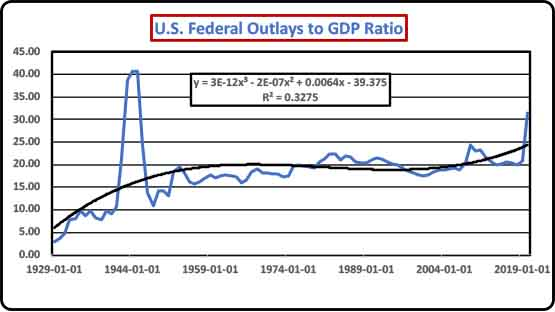 U.S. Federal Outlays to GDP Ratio
45.00
y = 3E-12x³ - 2E-07x² + 0.0064x - 39.375
R² = 0.3275
40.00
35.00
30.00
25.00
20.00
15.00
10.00
5.00
0.00
1929-01-01 1944-01-01 1959-01-01 1974-01-01 1989-01-01 2004-01-01 2019-01-01